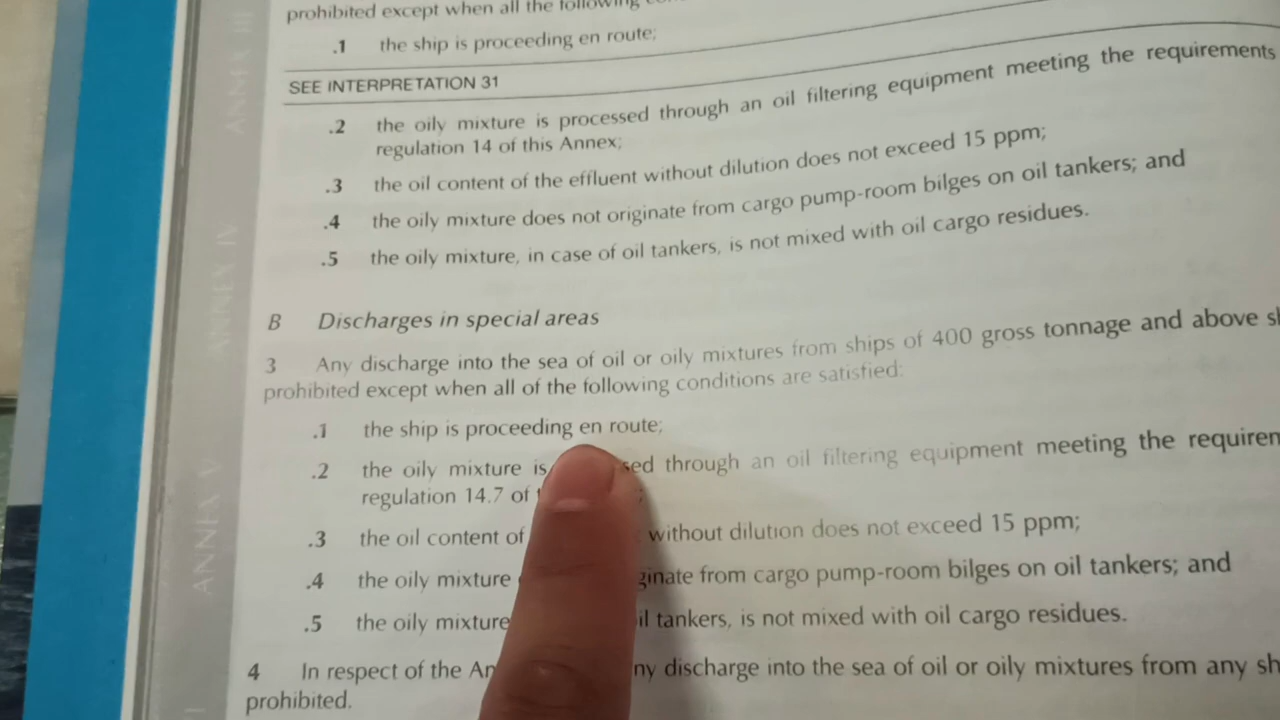 prohibited except when all the following
.1 the ship is proceeding en route;
SEE INTERPRETATION 31
.2 the oily mixture is processed through an oil filtering equipment meeting the requirements
regulation 14 of this Annex;
.3 the oil content of the effluent without dilution does not exceed 15 ppm;
.4 the oily mixture does not originate from cargo pump-room bilges on oil tankers; and
.5 the oily mixture, in case of oil tankers, is not mixed with oil cargo residues.
B Discharges in special areas
3 Any discharge into the sea of oil or oily mixtures from ships of 400 gross tonnage and above
prohibited except when all of the following conditions are satisfied:
.1 the ship is proceeding en route;
.2 the oily mixture is through an oil filtering equipment meeting the
regulation 14.7 of
.3 the oil content of without dilution does not exceed 15 ppm;
.4 the oily mixture from cargo pump-room bilges on oil tankers; and
.5 the oily mixture tankers, is not mixed with oil cargo residues.
4 In respect of the discharge into the sea of oil or oily mixtures from any
prohibited.
ANNEX III
ANNEX IV
ANNEX V